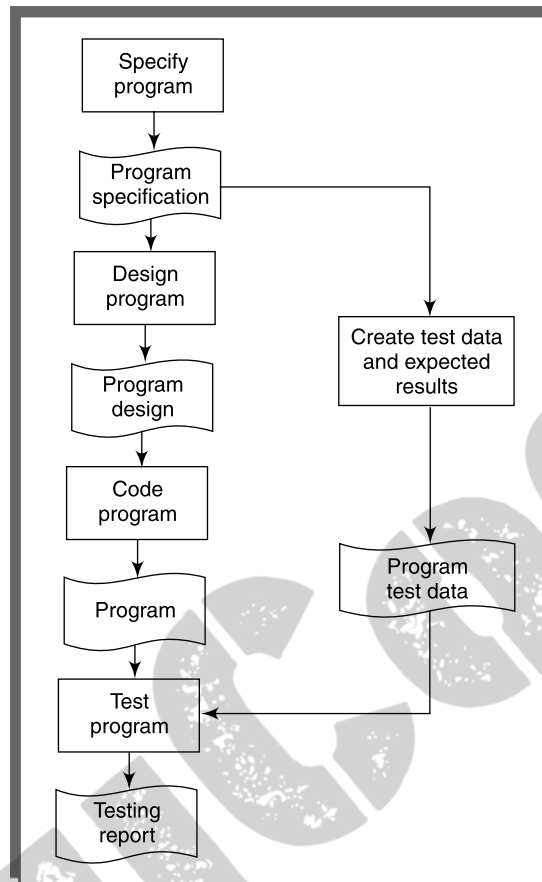 Specify
program
Program
specification
Design
program
Create test data
and expected
results
Program
design
Code
program
Program
test data
Program
Test
program
Testing
report